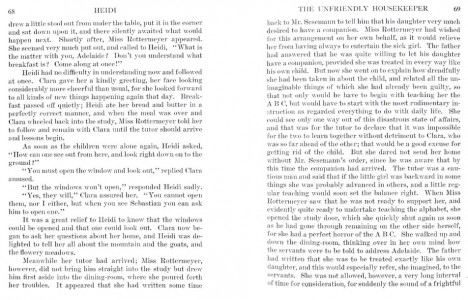 68 HEIDI
drew a little stool out from under the table, put it in the corner
and set down upon it, and there silently awaited what would
happen next. Shortly after, Miss Rottermeyer appeared.
She seemed very much put out, and called to Heidi, "What is
the matter with you, Adelaide? Don't you understand what
breakfast is? Come along at once!"
Heidi had no difficulty in understanding now and followed
at once. Clara gave her a kindly greeting, her face looking
considerably more cheerful than usual, for she looked forward
to all kinds of new things happening again that day. Break-
fast passed off quietly; Heidi ate her bread and butter in a
perfectly correct manner, and when the meal was over and
Clara wheeled back into the study, Miss Rottermeyer told her
to follow and remain with Clara until the tutor should arrive
and lessons begin.
As soon as the children were alone again, Heidi asked,
"How can one see out from here, and look right down on to the
ground?"
"You must open the window and look out," replied Clara
amused.
"But the windows won't open," responded Heidi sadly.
"Yes, they will," Clara assured her. "You cannot open
them, nor I either, but when you see Sebastian you can ask
him to open one."
It was a great relief to Heidi to know that the windows
could be opened and that one could look out. Clara now be-
gan to ask her questions about her home, and Heidi was de-
lighted to tell her all about the mountain and the goats, and
the flowery meadows.
Meanwhile her tutor had arrived; Miss Rottermeyer,
however, did not bring him straight into the study but drew
him first aside into the dining-room, where she poured forth
her troubles. It appeared that she had written some time
THE UNFRIENDLY HOUSEKEEPER 69
back to Mr. Sesemann to tell him that his daughter very much
desired to have a companion. Miss Rottermeyer had wished
for this arrangement on her own behalf, as it would relieve
her from having always to entertain the sick girl. The father
had answered that he was quite willing to let his daughter
have a companion, provided she was treated in every way like
his own child. But now she went on to explain how dreadfully
she had been taken in about the child, and related all the un-
imaginable things of which she had already been guilty, so
that not only would he have to begin with teaching her the
A B C, but would have to start with the most rudimentary in-
struction as regarded everything to do with daily life. She
could see only one way out of this disastrous state of affairs,
and that was for the tutor to declare that it was impossible
for the two to learn together without detriment to Clara, who
was so far ahead of the other; that would be a good excuse for
getting rid of the child. But she dared not send her home
without Mr. Sesemann's order, since he was aware that by
this time the companion had arrived. The tutor was a cau-
tious man and said that if the little girl was backward in some
things she was probably advanced in others, and a little reg-
ular teaching would soon set the balance right. When Miss
Rottermeyer saw that he was not ready to support her, and
evidently quite ready to undertake teaching the alphabet, she
opened the study door, which she quickly shut again as soon
as he had gone through remaining on the other side herself,
for she had a perfect horror of the A B C. She walked up and
down the dining-room, thinking over in her own mind how
the servants were to be told to address Adelaide. The father
had written that she was to be treated exactly like his own
daughter, and this would especially refer, she imagined, to the
servants. She was not allowed, however, a very long interval
of time for consideration, for suddenly the sound of a frightful